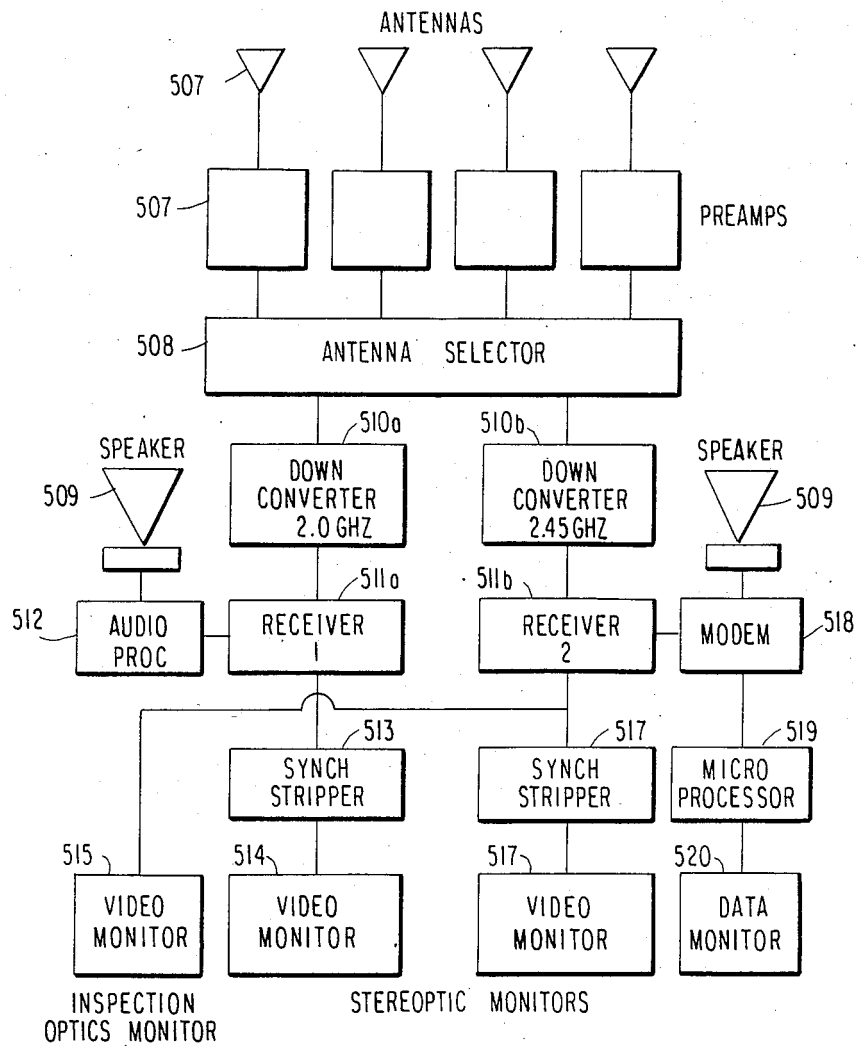 ANTENNAS
507
507
PREAMPS
508
ANTENNA SELECTOR
510a
510b
SPEAKER
SPEAKER
509
509
DOWN
CONVERTER
2.0 GHZ
DOWN
CONVERTER
2.45 GHZ
511a
511b
512
AUDIO
PROC
RECEIVER
1
RECEIVER
2
MODEM
518
513
517
519
SYNCH
STRIPPER
SYNCH
STRIPPER
MICRO
PROCESSOR
515
514
517
520
VIDEO
MONITOR
VIDEO
MONITOR
VIDEO
MONITOR
DATA
MONITOR
INSPECTION
OPTICS MONITOR
STEREOPTIC MONITORS